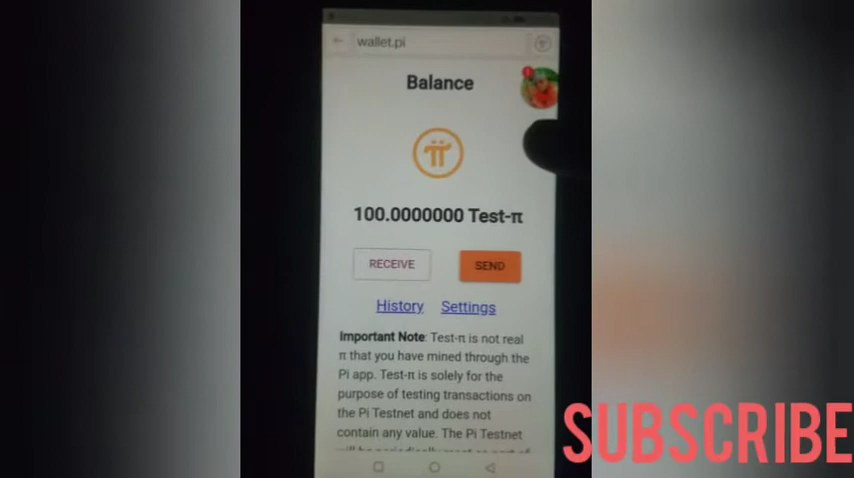 wallet.pi
Balance
100.0000000 Test-π
RECEIVE
SEND
History
Settings
Important Note: Test-π is not real
π that you have mined through the
Pi app. Test-π is solely for the
purpose of testing transactions on
the Pi Testnet and does not
contain any value. The Pi Testnet
SUBSCRIBE